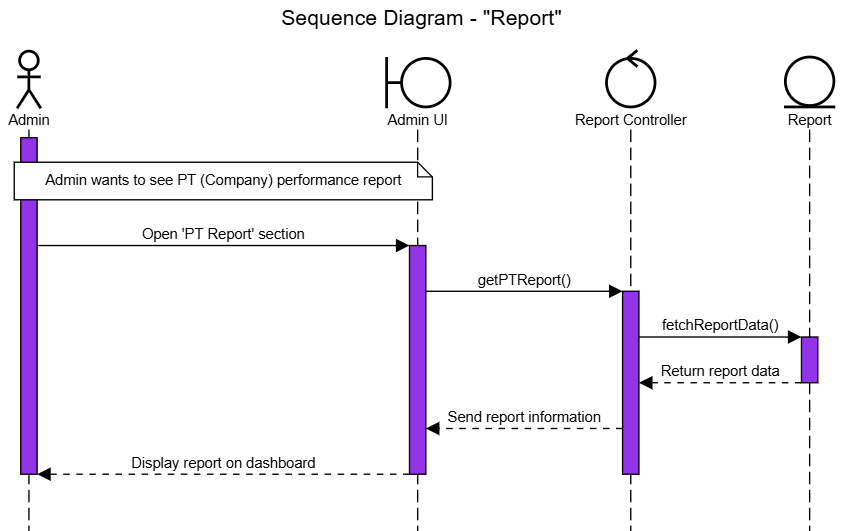 Sequence Diagram - "Report"
Admin
Admin UI
Report Controller
Report
Admin wants to see PT (Company) performance report
Open 'PT Report' section
getPTReport()
fetchReportData()
Return report data
Send report information
Display report on dashboard